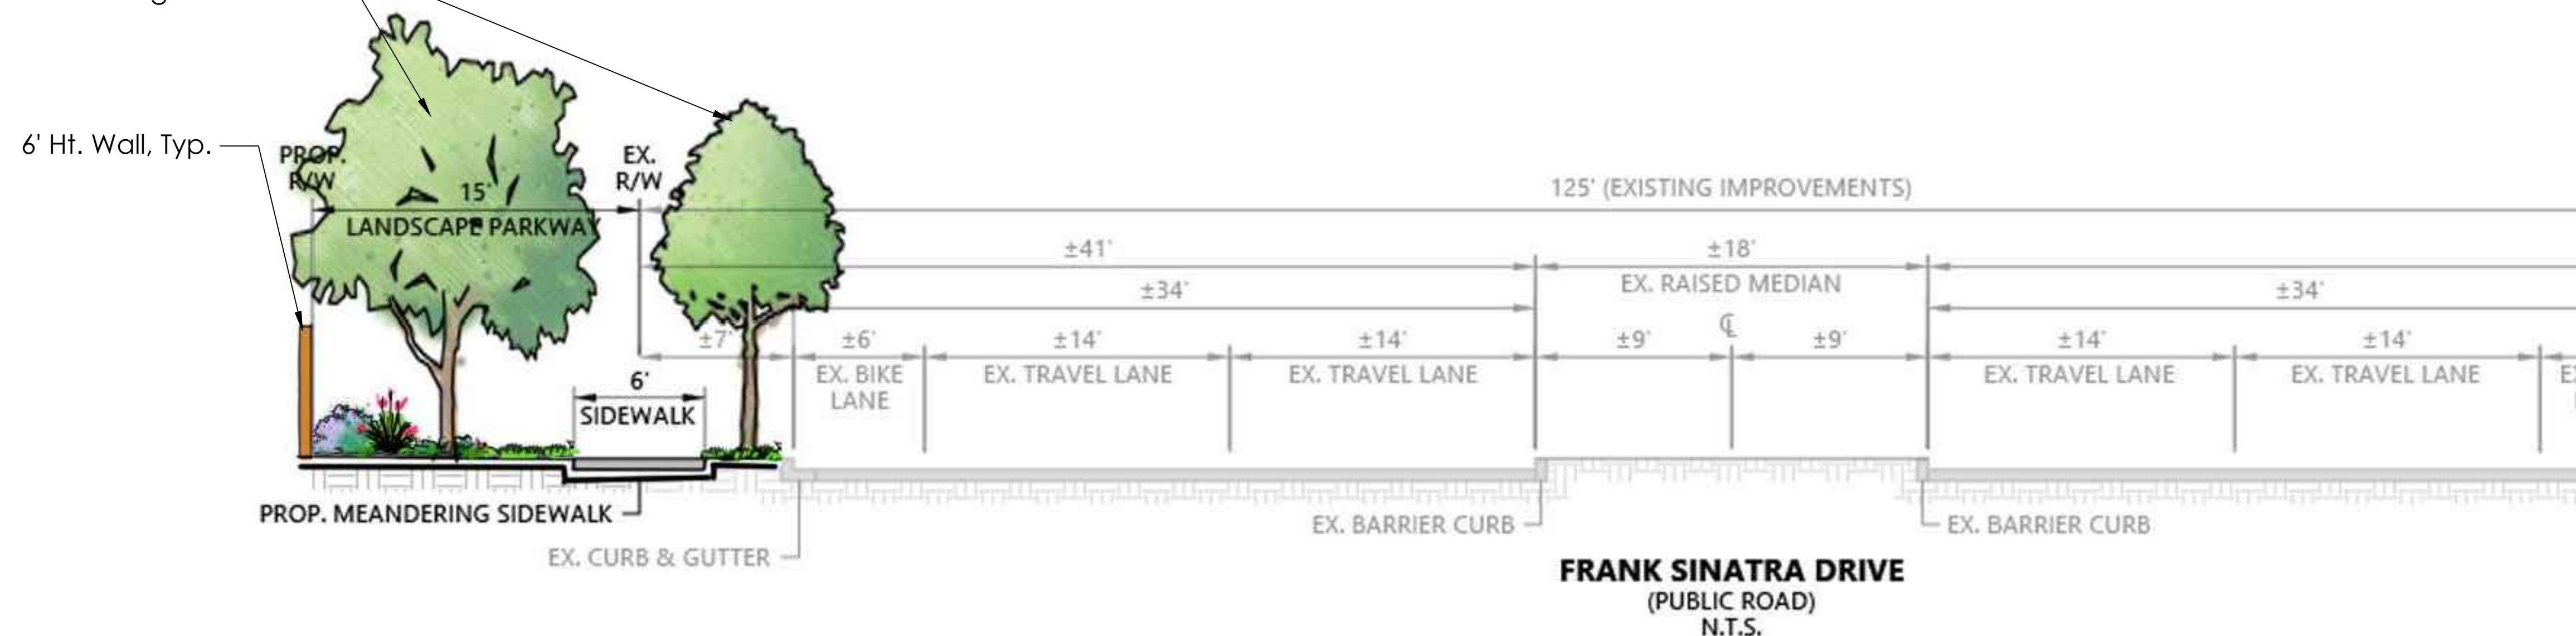 6' Ht. Wall, Typ.
PROP.
R/W
EX.
R/W
15'
LANDSCAPE PARKWAY
125' (EXISTING IMPROVEMENTS)
±41'
±18'
EX. RAISED MEDIAN
±34'
±34'
℄
±7'
±6'
±14'
±14'
±9'
±9'
±14'
±14'
EX. BIKE
LANE
EX. TRAVEL LANE
EX. TRAVEL LANE
EX. TRAVEL LANE
EX. TRAVEL LANE
6'
SIDEWALK
PROP. MEANDERING SIDEWALK
EX. CURB & GUTTER
EX. BARRIER CURB
EX. BARRIER CURB
FRANK SINATRA DRIVE
(PUBLIC ROAD)
N.T.S.